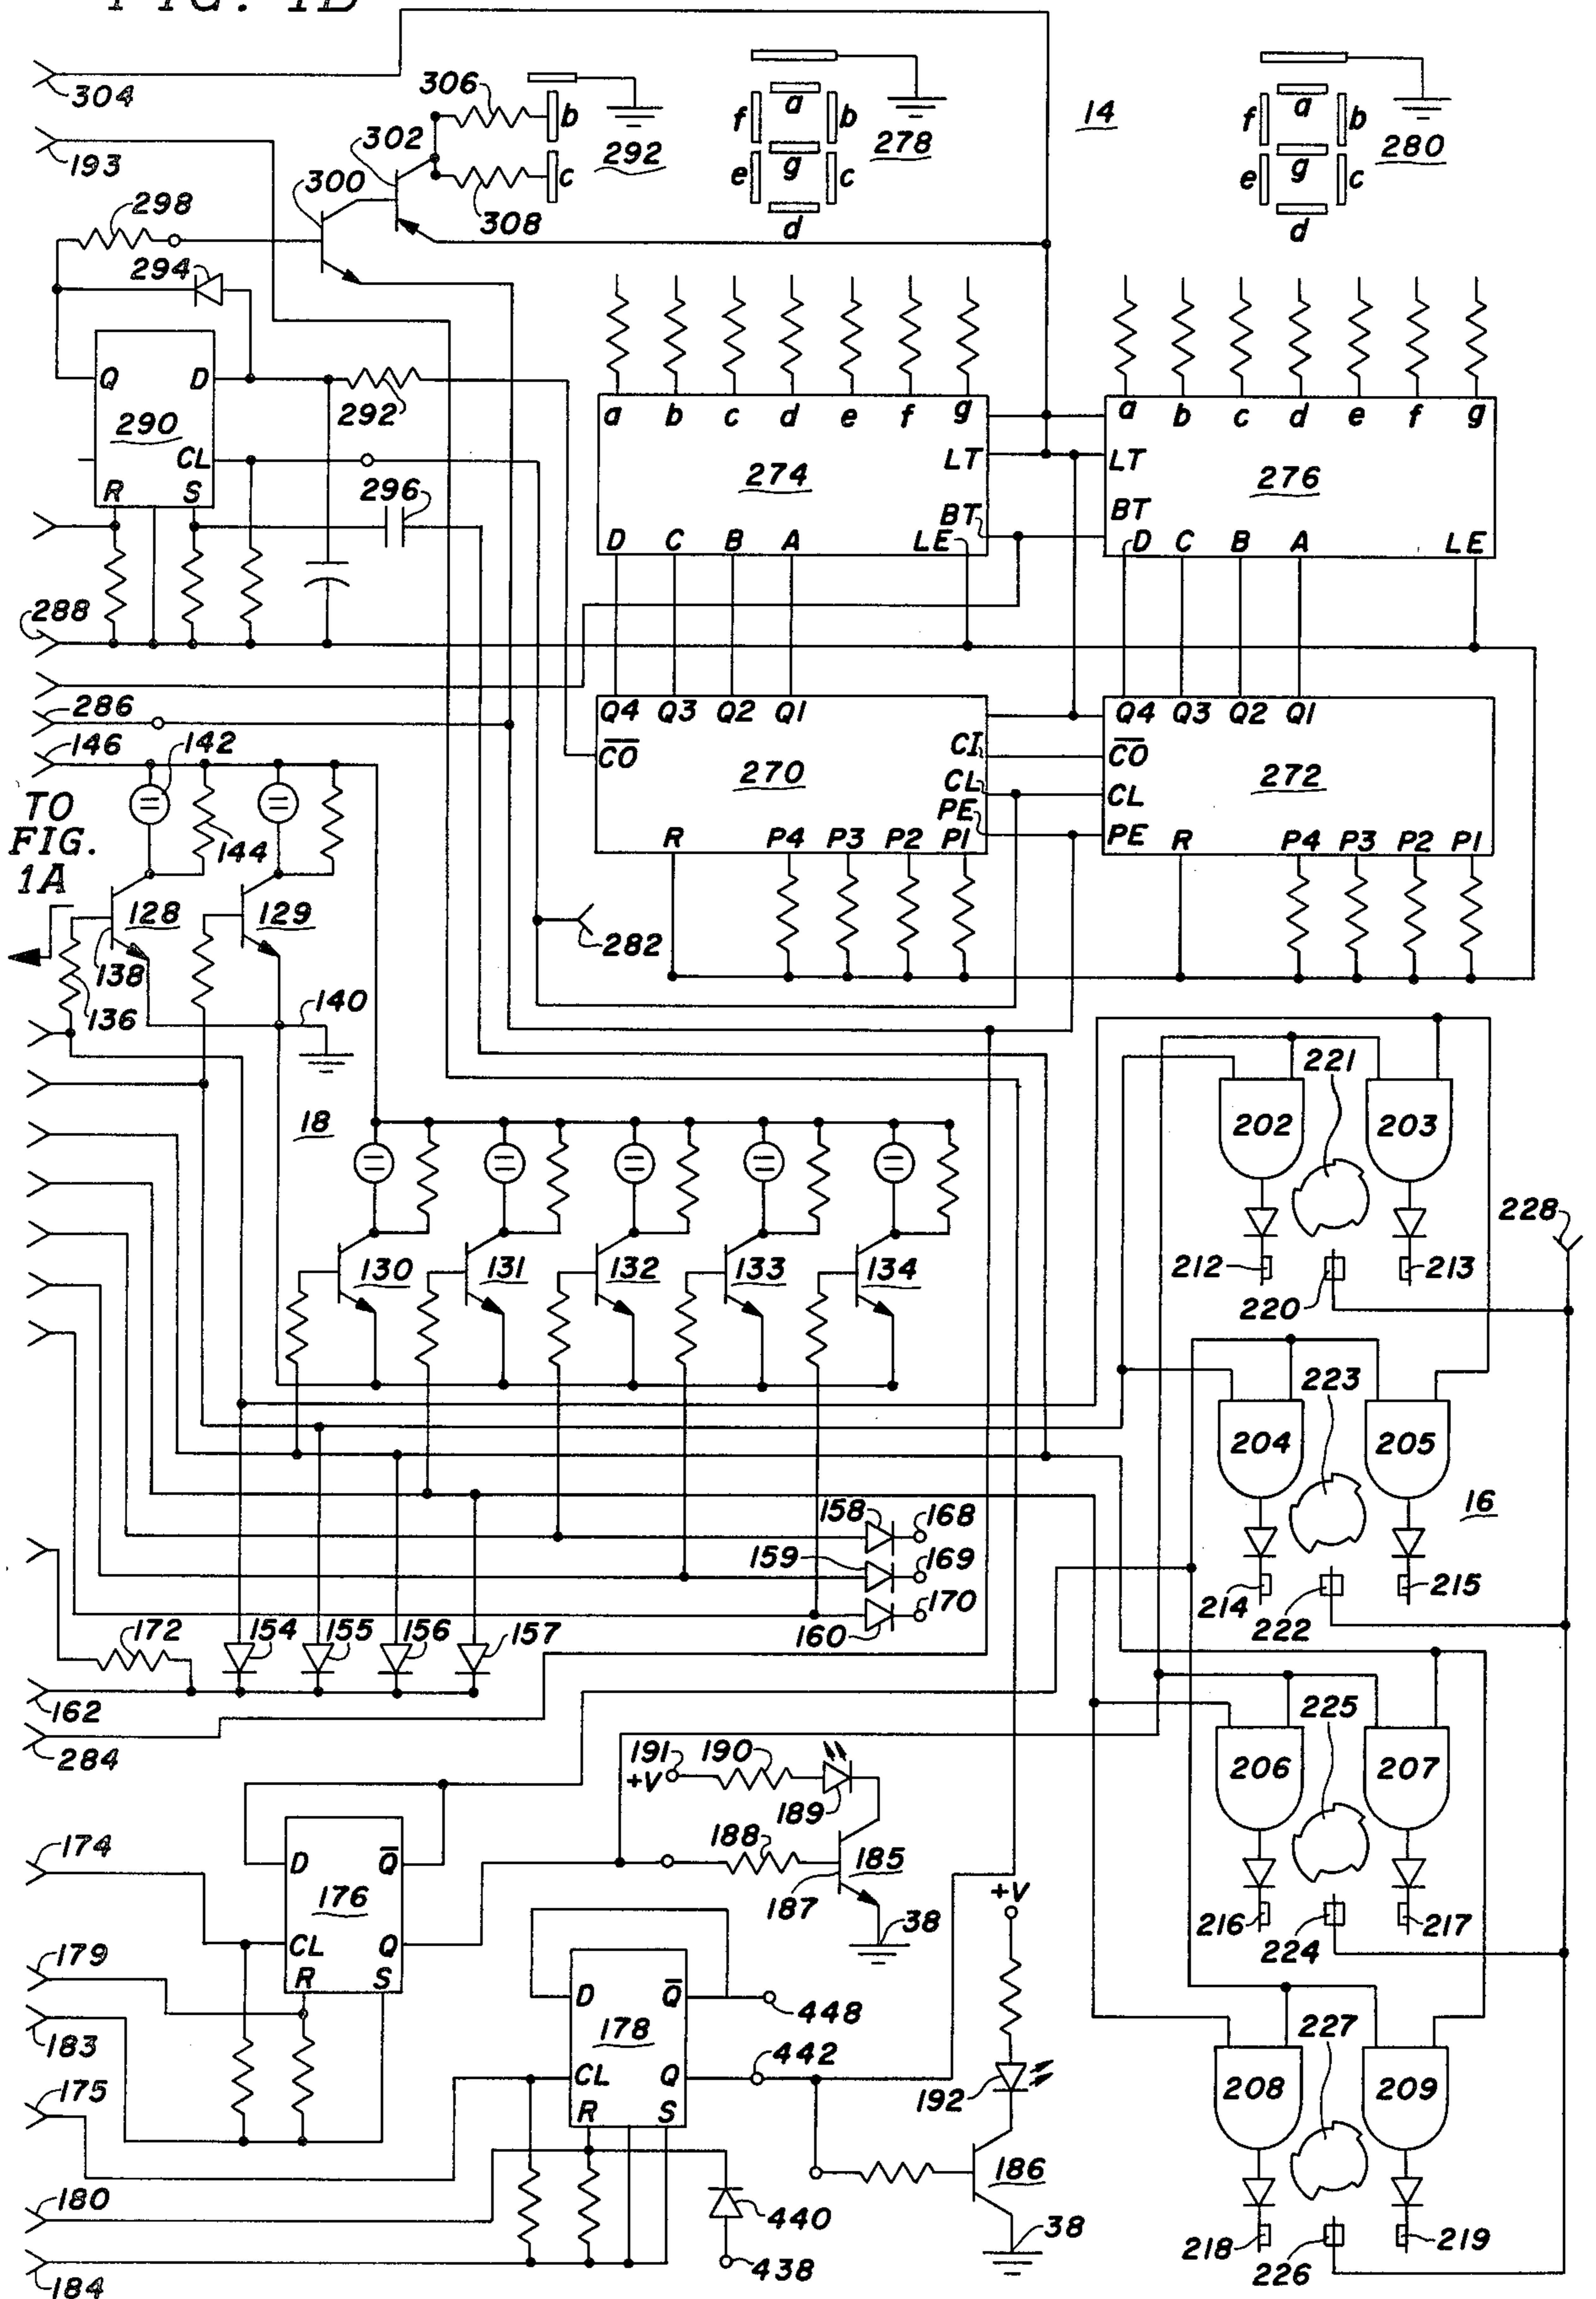 FIG. 1B
304
306
b
292
c
308
302
300
193
298
294
a
f
b
278
g
e
c
d
14
a
f
b
280
g
e
c
d
Q
D
290
CL
R
S
292
296
a b c d e f g
LT
274
BT
D C B A LE
a b c d e f g
LT
276
BT
D C B A LE
288
286
146
142
144
TO
FIG.
1A
128
129
138
136
140
Q4 Q3 Q2 Q1
CO
CI
270
CL
PE
R P4 P3 P2 P1
Q4 Q3 Q2 Q1
CO
272
CL
PE
R P4 P3 P2 P1
282
18
130
131
132
133
134
221
202
203
228
212
220
213
223
204
205
16
214
222
215
158
168
159
169
160
170
172
154
155
156
157
162
284
225
206
207
216
224
217
191
+V
190
189
188
185
187
38
174
D
Q
176
CL
Q
R
S
179
183
175
180
184
D
Q
448
178
442
CL
Q
R
S
440
438
+V
192
186
38
227
208
209
218
226
219